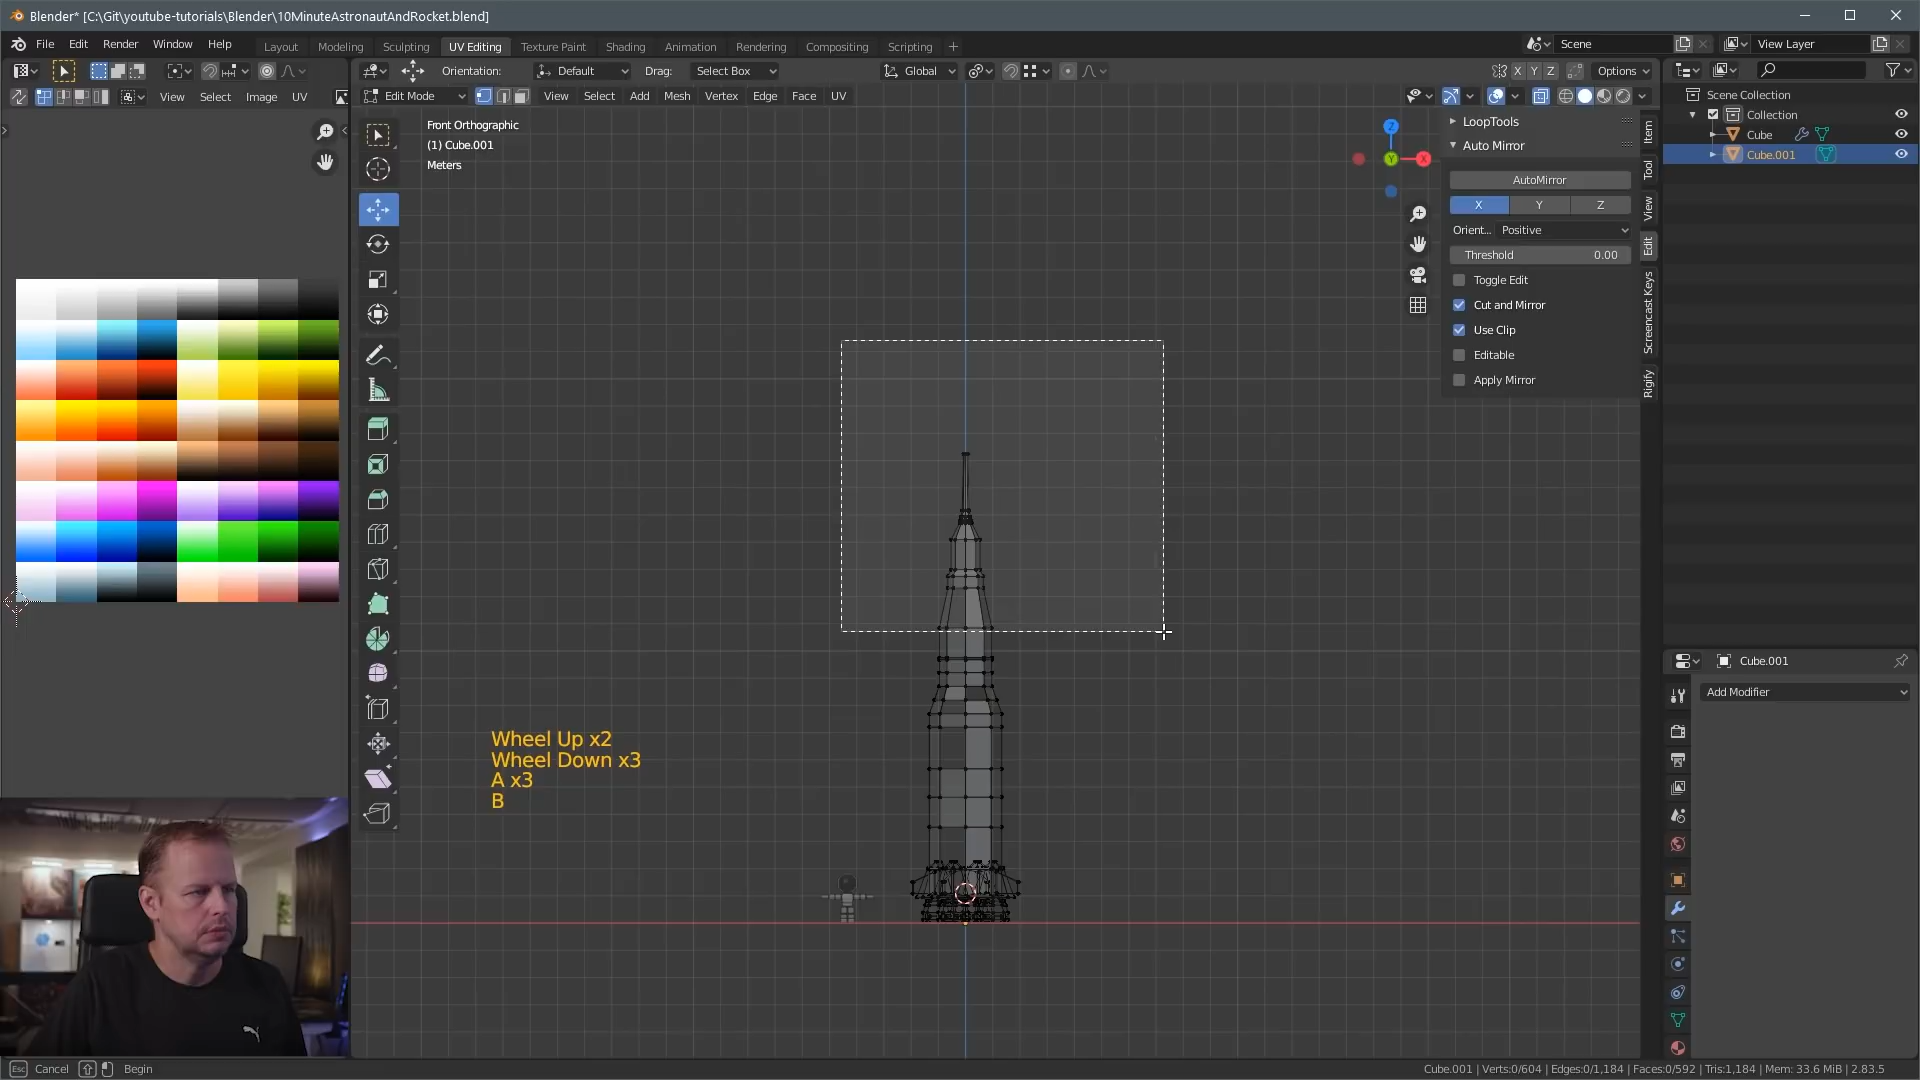 Blender* [C:\Git\youtube-tutorials\Blender\10MinuteAstronautAndRocket.blend]
File Edit Render Window Help
Layout Modeling Sculpting UV Editing Texture Paint Shading Animation Rendering Compositing Scripting +
Scene
View Layer
Orientation: Default Drag: Select Box
Global
X Y Z Options
View Select Image UV
Edit Mode View Select Add Mesh Vertex Edge Face UV
Front Orthographic
(1) Cube.001
Meters
Z
X
Y
LoopTools
Auto Mirror
AutoMirror
X Y Z
Orient... Positive
Threshold 0.00
Toggle Edit
Cut and Mirror
Use Clip
Editable
Apply Mirror
Item
Tool
View
Edit
Screencast Keys
Rigify
Scene Collection
Collection
Cube
Cube.001
Cube.001
Add Modifier
Wheel Up x2
Wheel Down x3
A x3
B
Esc Cancel Begin
Cube.001 | Verts:0/604 | Edges:0/1,184 | Faces:0/592 | Tris:1,184 | Mem: 33.6 MiB | 2.83.5